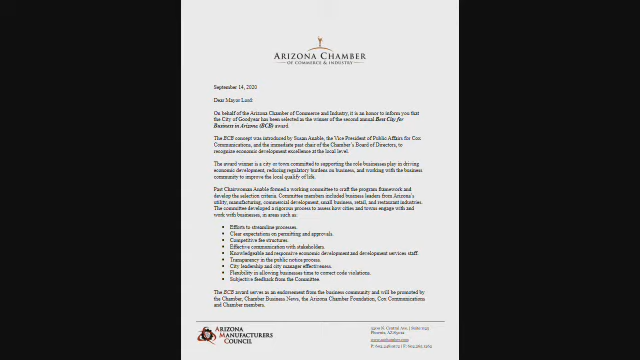 ARIZONA CHAMBER
OF COMMERCE & INDUSTRY
September 14, 2020
Dear Mayor Lord:
On behalf of the Arizona Chamber of Commerce and Industry, it is an honor to inform you that
the City of Goodyear has been selected as the winner of the second annual Best City for
Business in Arizona (BCB) award.
The BCB concept was introduced by Susan Anable, the Vice President of Public Affairs for Cox
Communications, and the immediate past chair of the Chamber's Board of Directors, to
recognize economic development excellence at the local level.
The award winner is a city or town committed to supporting the role businesses play in driving
economic development, reducing regulatory burdens on business, and working with the business
community to improve the local quality of life.
Past Chairwoman Anable formed a working committee to craft the program framework and
develop the selection criteria. Committee members included business leaders from Arizona's
utility, manufacturing, commercial development, small business, retail, and restaurant industries.
The committee developed a rigorous process to assess how cities and towns engage with and
work with businesses, in areas such as:
• Efforts to streamline processes.
• Clear expectations on permitting and approvals.
• Competitive fee structures.
• Effective communication with stakeholders.
• Knowledgeable and responsive economic development and development services staff.
• Transparency in the public notice process.
• City leadership and city manager effectiveness.
• Flexibility in allowing businesses time to correct code violations.
• Subjective feedback from the Committee.
The BCB award serves as an endorsement from the business community and will be promoted by
the Chamber, Chamber Business News, the Arizona Chamber Foundation, Cox Communications
and Chamber members.
ARIZONA
MANUFACTURERS
COUNCIL
N. Central Ave. | Suite
Phoenix, AZ
www.azchamber.com